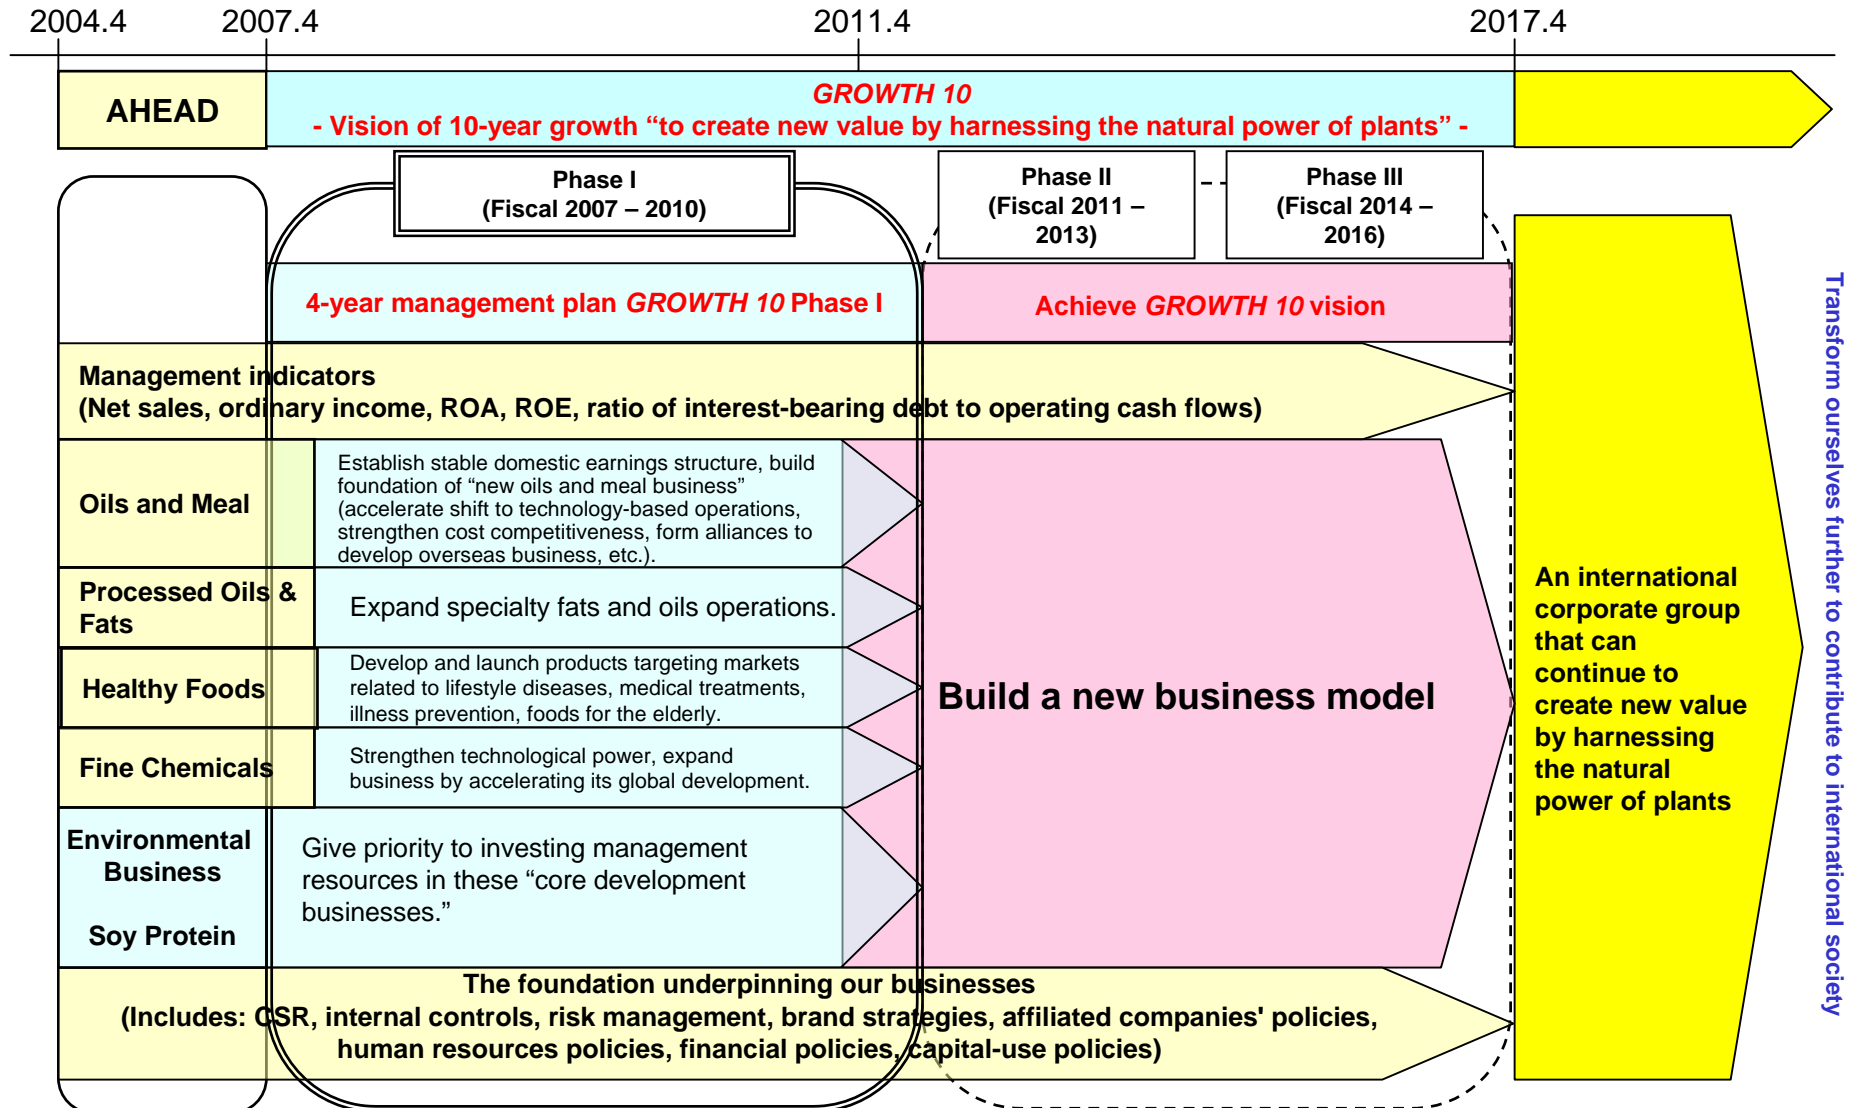 2004.4
2007.4
2011.4
2017.4
AHEAD
GROWTH 10
- Vision of 10-year growth “to create new value by harnessing the natural power of plants” -
Phase I
(Fiscal 2007 – 2010)
Phase II
(Fiscal 2011 –
2013)
Phase III
(Fiscal 2014 –
2016)
4-year management plan GROWTH 10 Phase I
Achieve GROWTH 10 vision
Management indicators
(Net sales, ordinary income, ROA, ROE, ratio of interest-bearing debt to operating cash flows)
Oils and Meal
Establish stable domestic earnings structure, build
foundation of “new oils and meal business”
(accelerate shift to technology-based operations,
strengthen cost competitiveness, form alliances to
develop overseas business, etc.).
Processed Oils &
Fats
Expand specialty fats and oils operations.
Healthy Foods
Develop and launch products targeting markets
related to lifestyle diseases, medical treatments,
illness prevention, foods for the elderly.
Fine Chemicals
Strengthen technological power, expand
business by accelerating its global development.
Environmental
Business
Soy Protein
Give priority to investing management
resources in these “core development
businesses.”
Build a new business model
The foundation underpinning our businesses
(Includes: CSR, internal controls, risk management, brand strategies, affiliated companies' policies,
human resources policies, financial policies, capital-use policies)
An international
corporate group
that can
continue to
create new value
by harnessing
the natural
power of plants
Transform ourselves further to contribute to international society